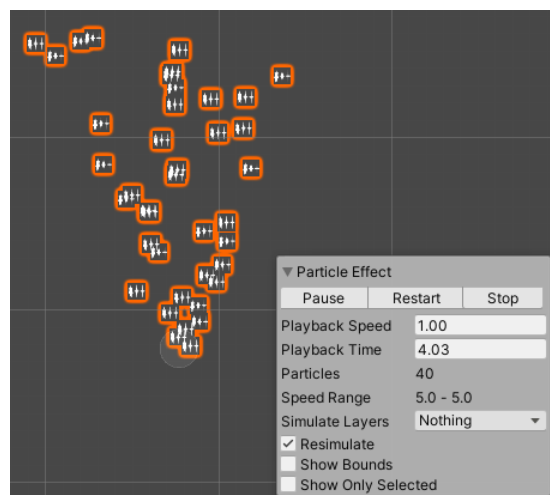 Particle Effect
Pause Restart Stop
Playback Speed 1.00
Playback Time 4.03
Particles 40
Speed Range 5.0 - 5.0
Simulate Layers Nothing
Resimulate
Show Bounds
Show Only Selected